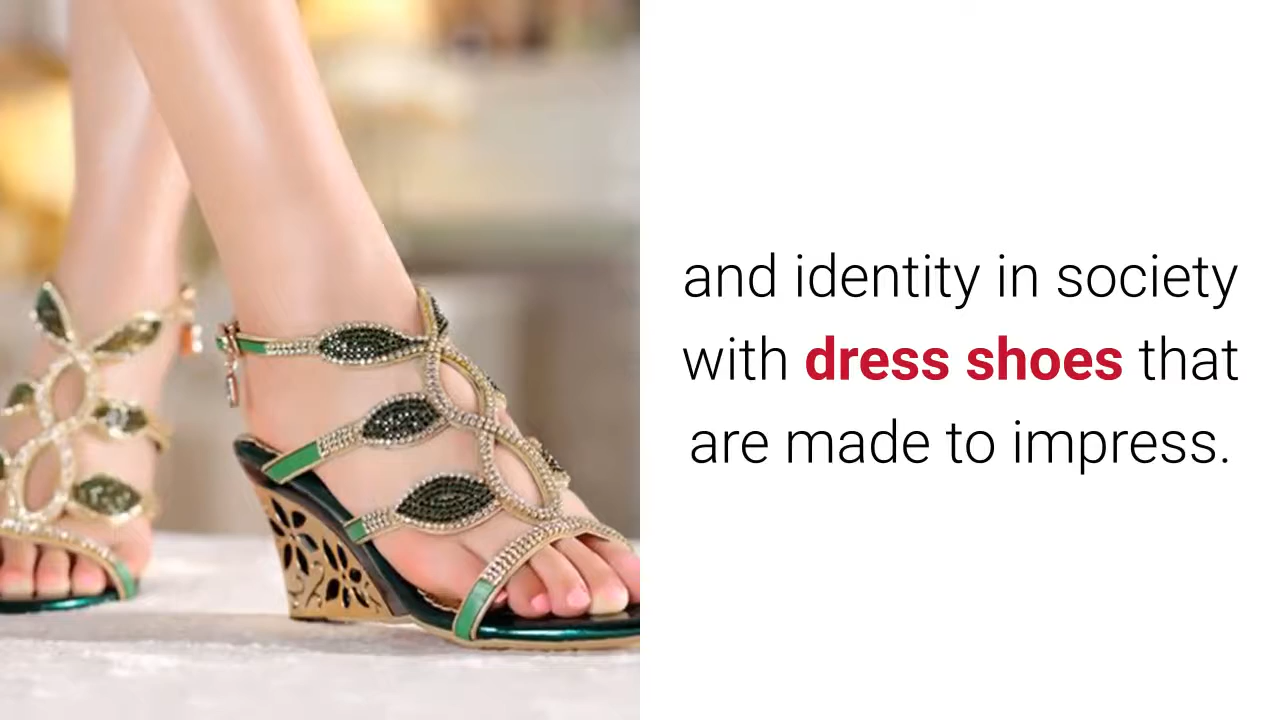 and identity in society
with dress shoes that
are made to impress.